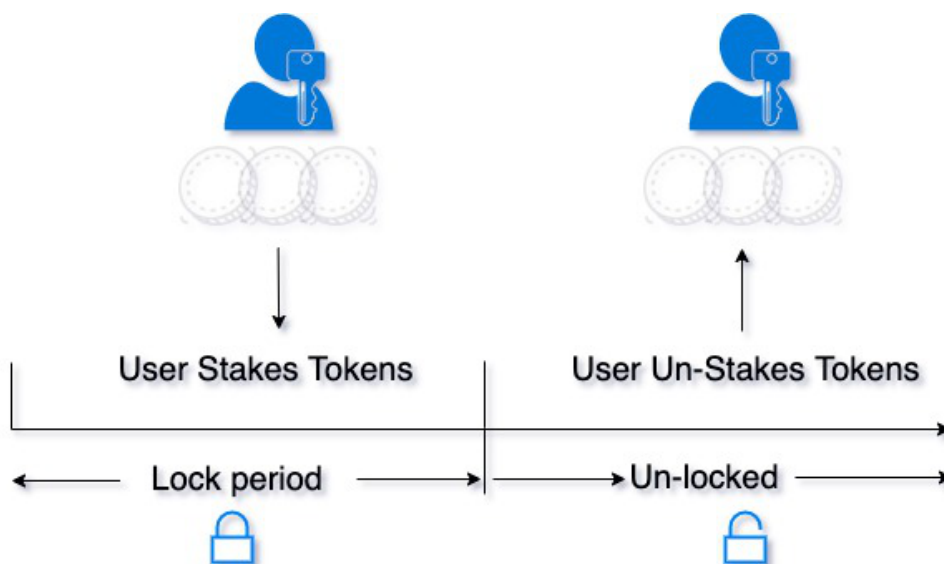 User Stakes Tokens
User Un-Stakes Tokens
Lock period
Un-locked